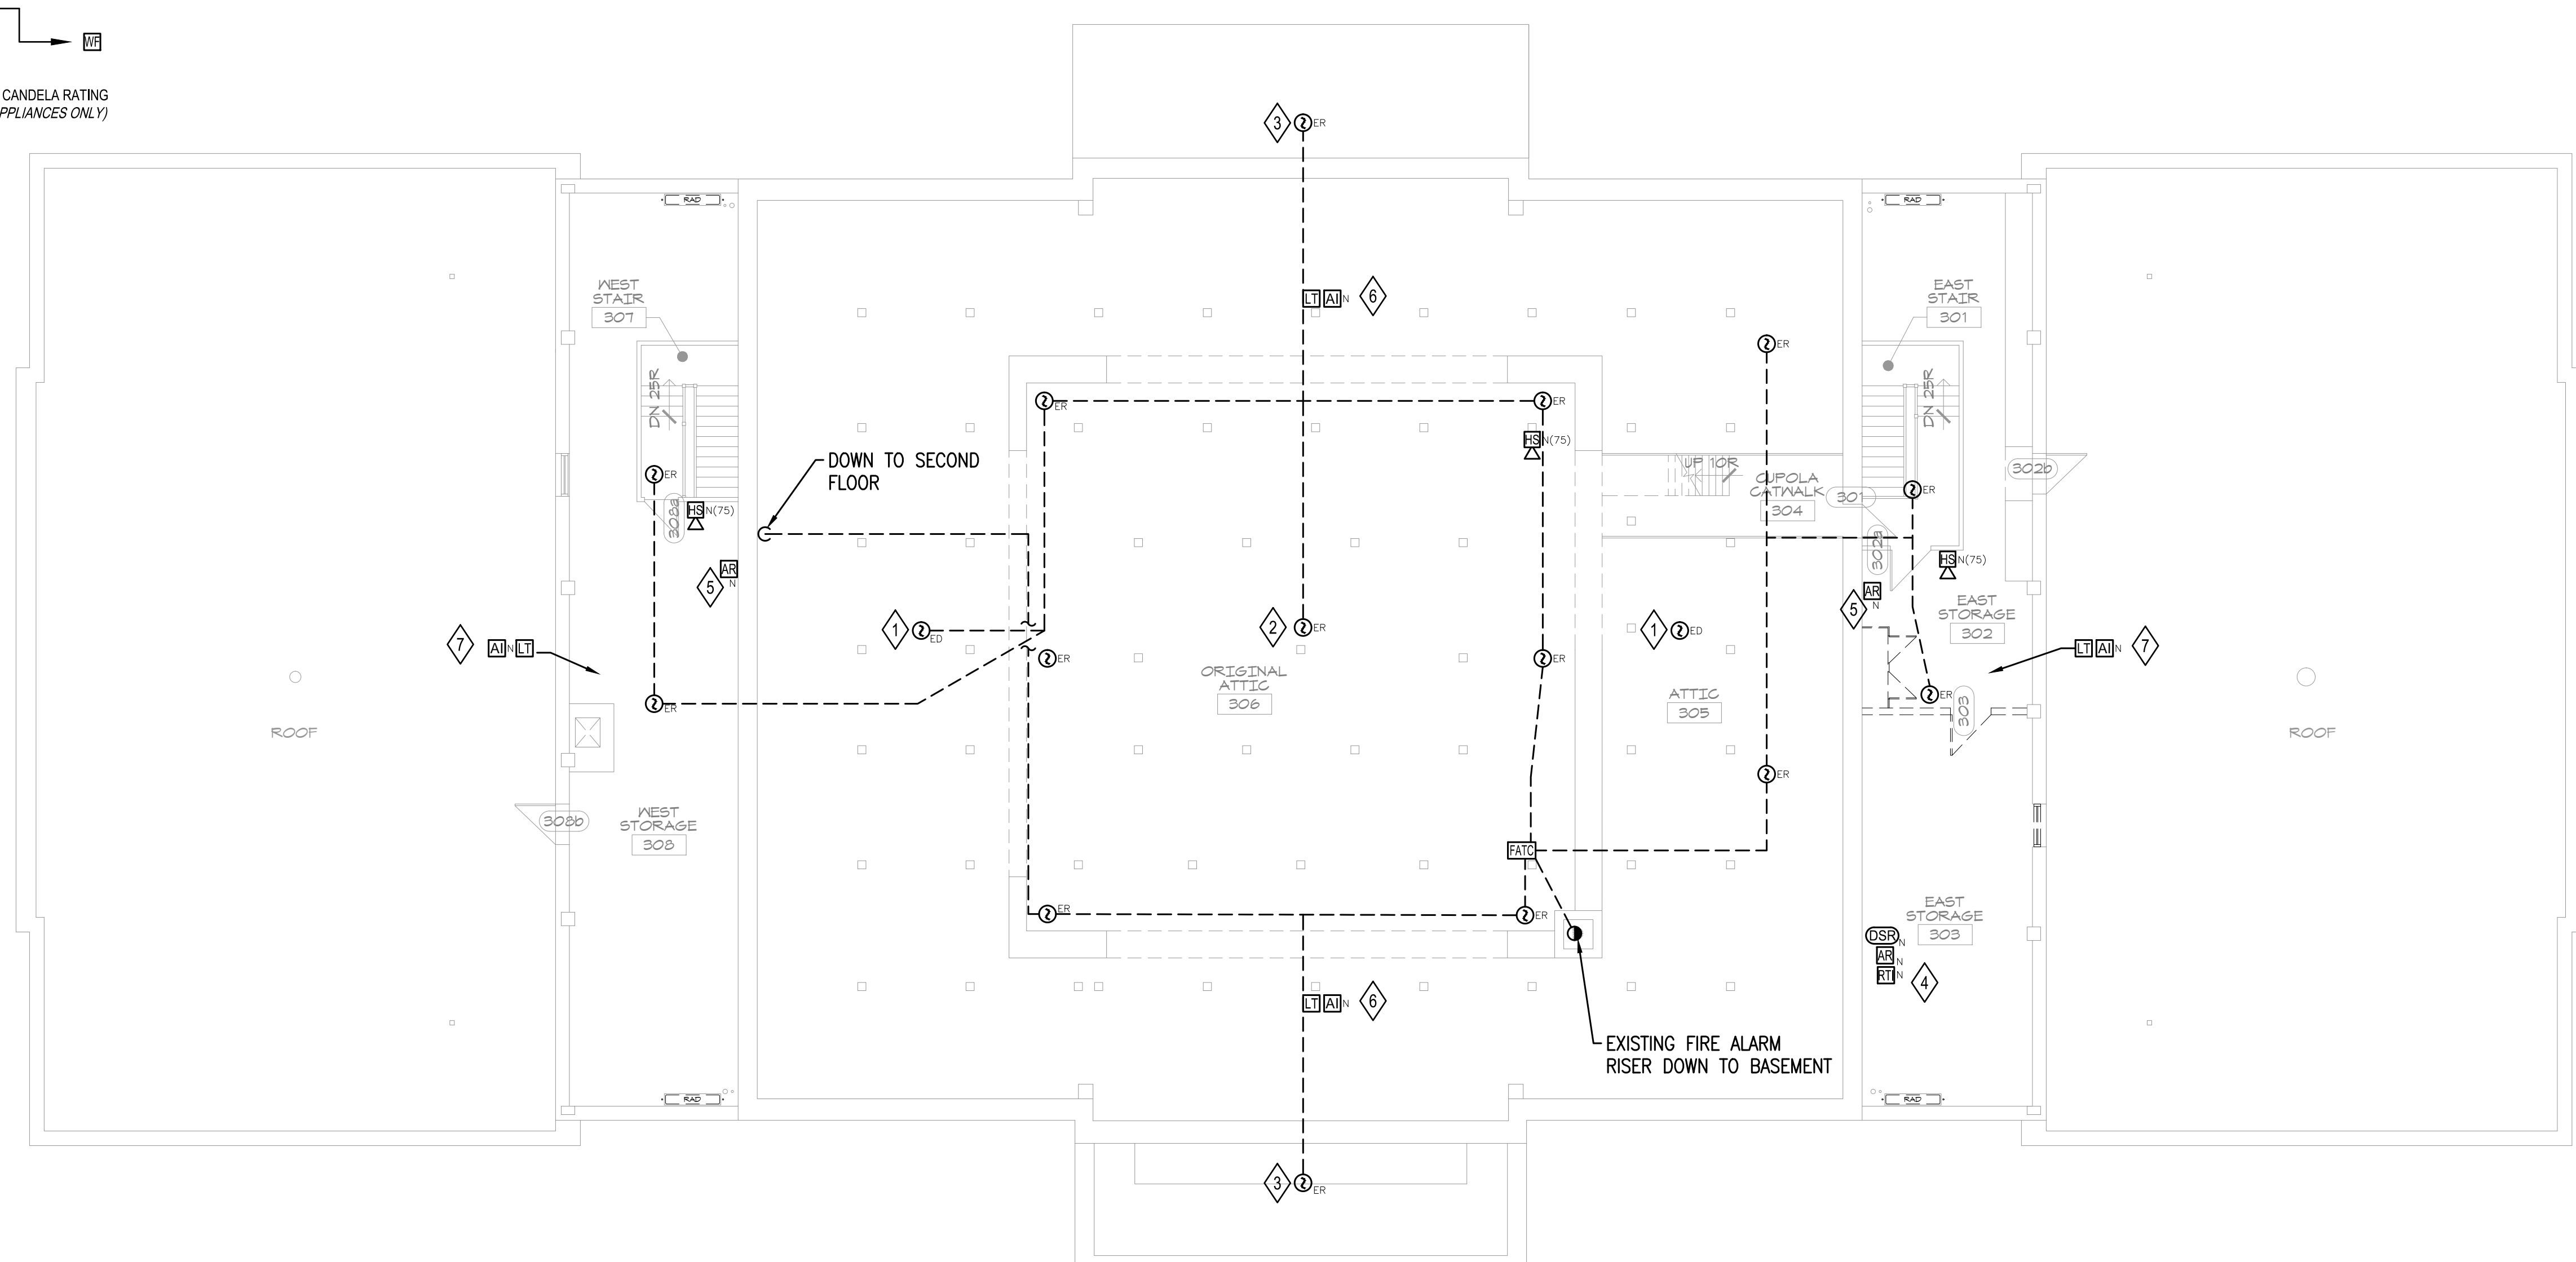 WF
CANDELA RATING
PPLIANCES ONLY)
3
ER
RAD
RAD
WEST
STAIR
307
EAST
STAIR
301
LT AI N 6
ER
DN 25R
DN 25R
ER
ER
HS N(75)
DOWN TO SECOND
FLOOR
UP 10R
CUPOLA
CATWALK
304
301
302b
ER
ER
308a
HS N(75)
302a
HS N(75)
AR
N
5
AR
N
5
EAST
STORAGE
302
1
ED
2
ER
1
ED
7 AI N LT
LT AI N 7
ER
ER
ORIGINAL
ATTIC
306
ATTIC
305
ER
ER
303
ROOF
ROOF
ER
308b
WEST
STORAGE
308
FATC
ER
ER
EAST
STORAGE
303
DSR N
AR N
RTI N
4
LT AI N 6
EXISTING FIRE ALARM
RISER DOWN TO BASEMENT
RAD
RAD
3
ER